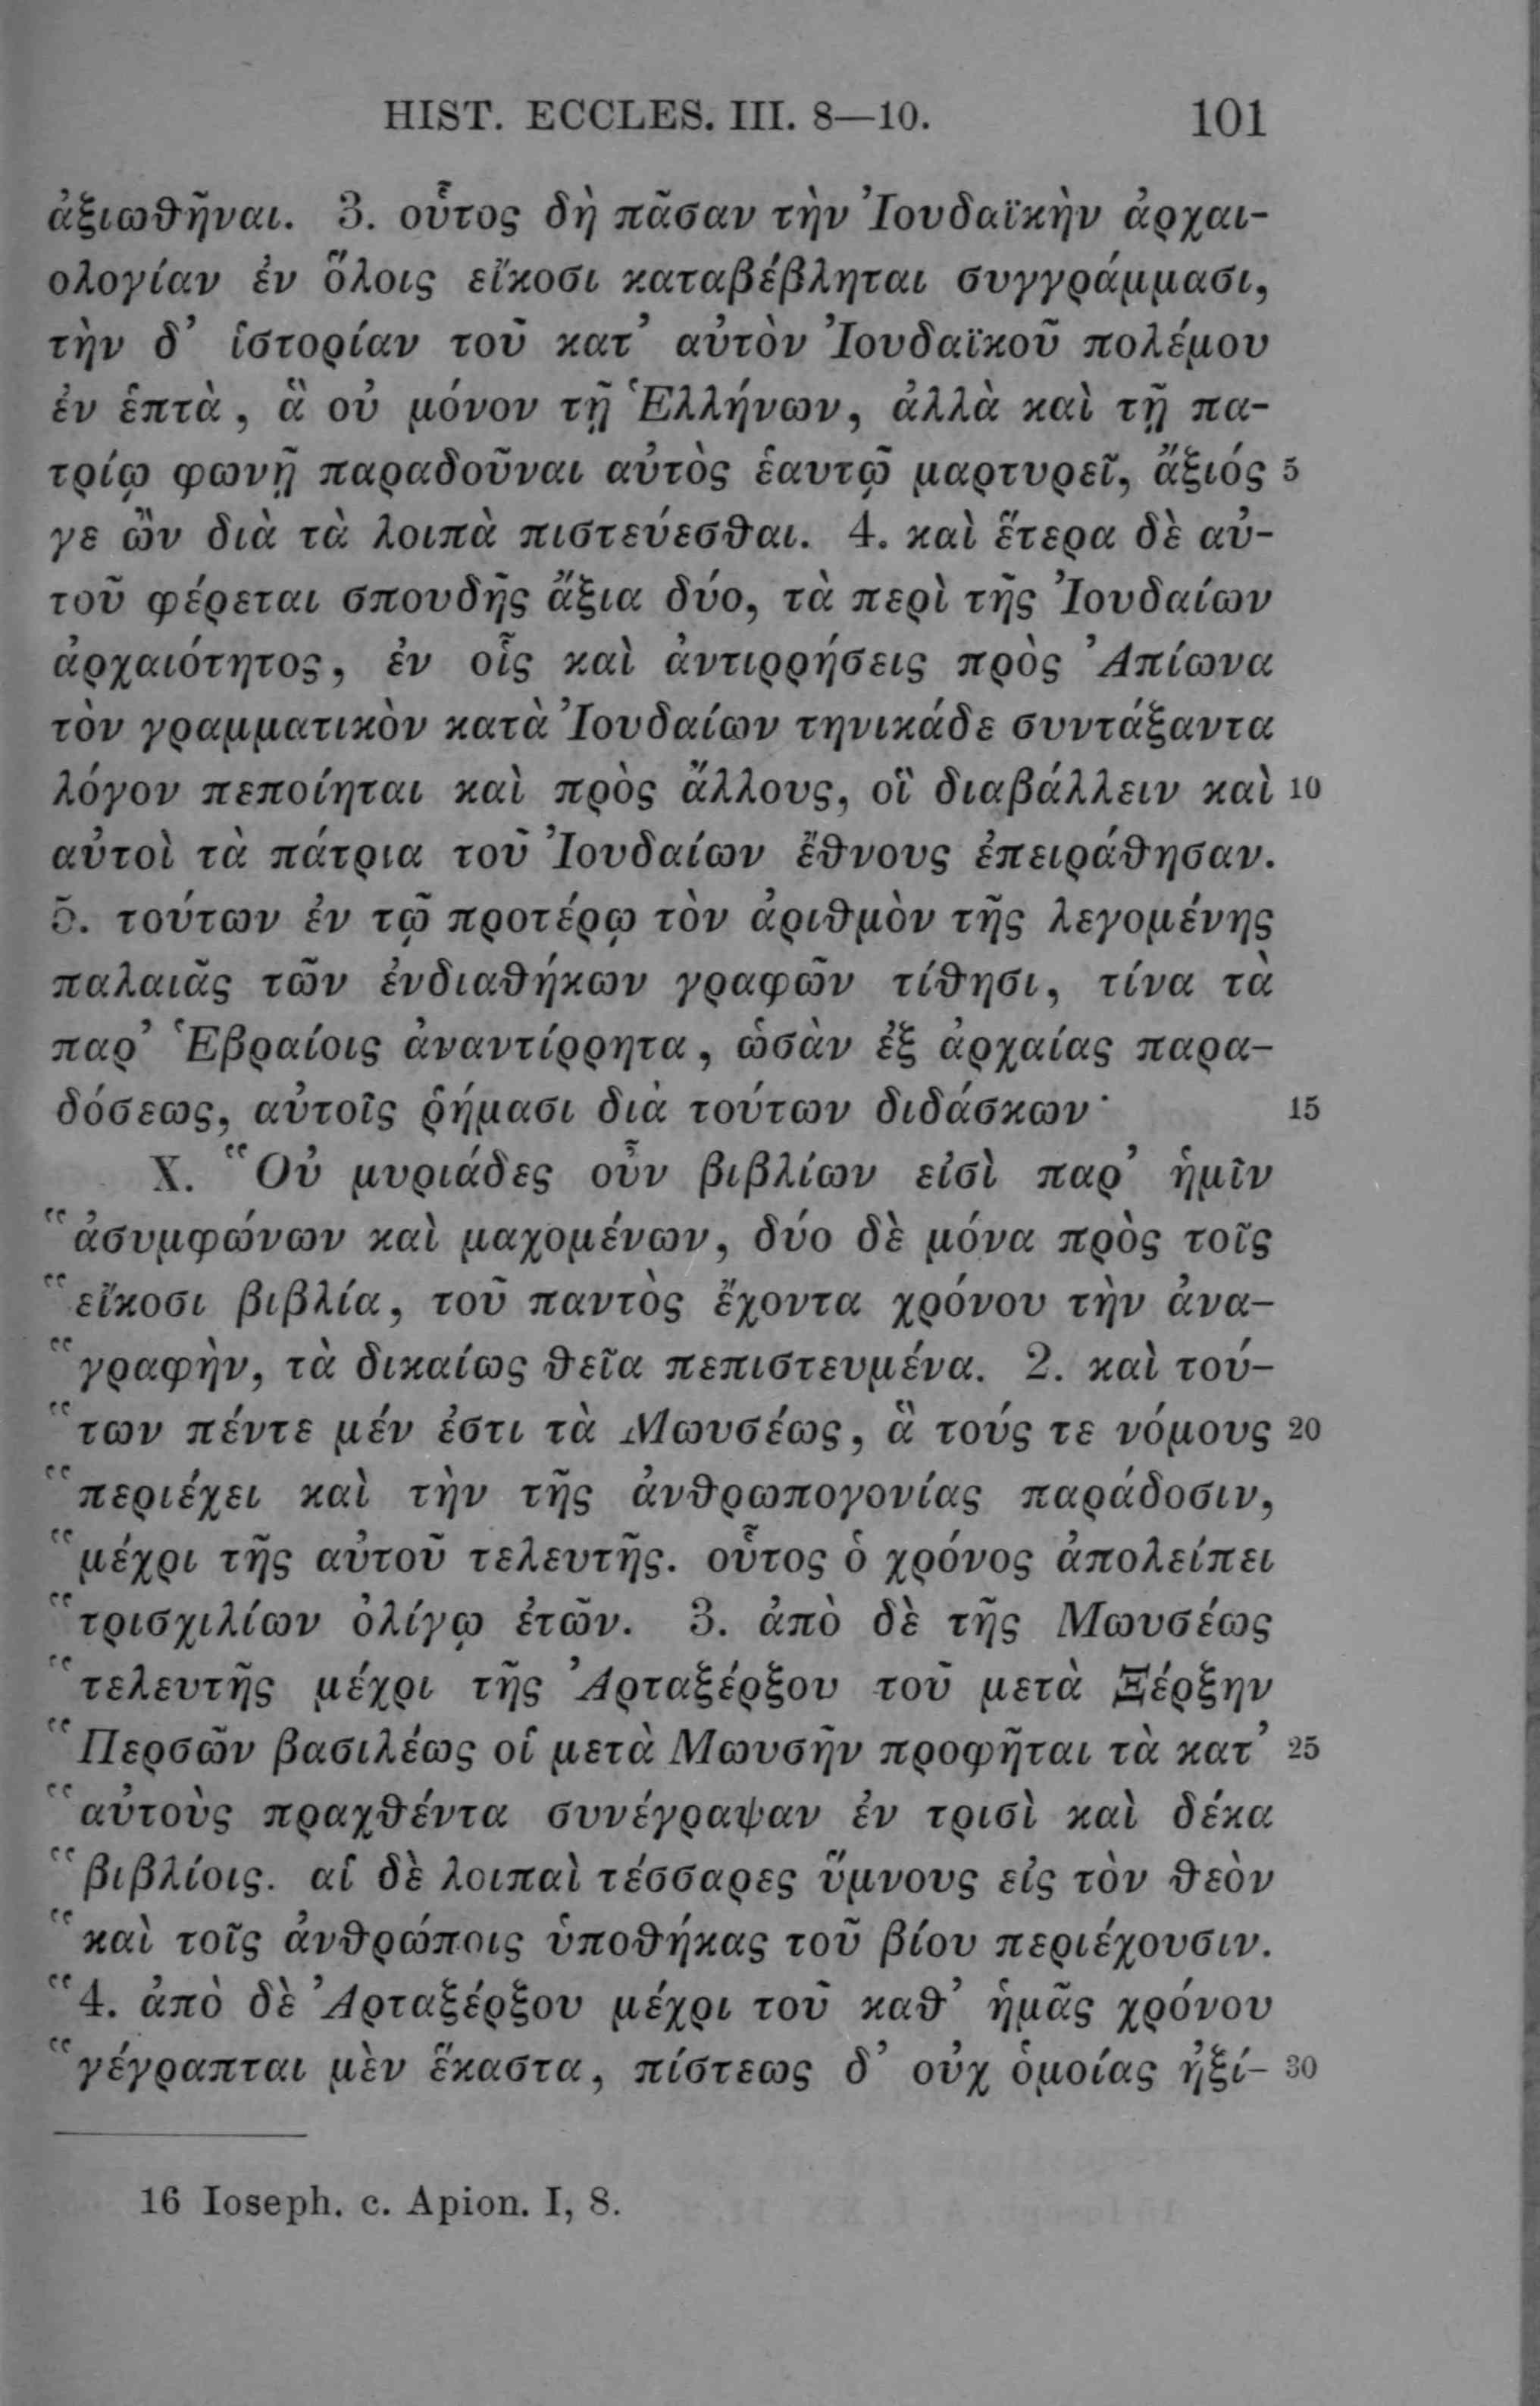 HIST. ECCLES. III. 8—10. 101
ἀξιωθῆναι. 3. οὗτος δὴ πᾶσαν τὴν Ἰουδαϊκὴν ἀρχαι-
ολογίαν ἐν ὅλοις εἴκοσι καταβέβληται συγγράμμασι,
τὴν δ’ ἱστορίαν τοῦ κατ’ αὐτὸν Ἰουδαϊκοῦ πολέμου
ἐν ἑπτὰ, ἃ οὐ μόνον τῇ Ἑλλήνων, ἀλλὰ καὶ τῇ πα-
τρίῳ φωνῇ παραδοῦναι αὐτὸς ἑαυτῷ μαρτυρεῖ, ἄξιός 5
γε ὢν διὰ τὰ λοιπὰ πιστεύεσθαι. 4. καὶ ἕτερα δὲ αὐ-
τοῦ φέρεται σπουδῆς ἄξια δύο, τὰ περὶ τῆς Ἰουδαίων
ἀρχαιότητος, ἐν οἷς καὶ ἀντιρρήσεις πρὸς Ἀπίωνα
τὸν γραμματικὸν κατὰ Ἰουδαίων τηνικάδε συντάξαντα
λόγον πεποίηται καὶ πρὸς ἄλλους, οἳ διαβάλλειν καὶ 10
αὐτοὶ τὰ πάτρια τοῦ Ἰουδαίων ἔθνους ἐπειράθησαν.
5. τούτων ἐν τῷ προτέρῳ τὸν ἀριθμὸν τῆς λεγομένης
παλαιᾶς τῶν ἐνδιαθήκων γραφῶν τίθησι, τίνα τὰ
παρ’ Ἑβραίοις ἀναντίρρητα, ὡσὰν ἐξ ἀρχαίας παρα-
δόσεως, αὐτοῖς ῥήμασι διὰ τούτων διδάσκων· 15
X. “Οὐ μυριάδες οὖν βιβλίων εἰσὶ παρ’ ἡμῖν
“ἀσυμφώνων καὶ μαχομένων, δύο δὲ μόνα πρὸς τοῖς
“εἴκοσι βιβλία, τοῦ παντὸς ἔχοντα χρόνου τὴν ἀνα-
“γραφὴν, τὰ δικαίως θεῖα πεπιστευμένα. 2. καὶ τού-
“των πέντε μέν ἐστι τὰ Μωυσέως, ἃ τούς τε νόμους 20
“περιέχει καὶ τὴν τῆς ἀνθρωπογονίας παράδοσιν,
“μέχρι τῆς αὐτοῦ τελευτῆς. οὗτος ὁ χρόνος ἀπολείπει
“τρισχιλίων ὀλίγῳ ἐτῶν. 3. ἀπὸ δὲ τῆς Μωυσέως
“τελευτῆς μέχρι τῆς Ἀρταξέρξου τοῦ μετὰ Ξέρξην
“Περσῶν βασιλέως οἱ μετὰ Μωυσῆν προφῆται τὰ κατ’ 25
“αὐτοὺς πραχθέντα συνέγραψαν ἐν τρισὶ καὶ δέκα
“βιβλίοις. αἱ δὲ λοιπαὶ τέσσαρες ὕμνους εἰς τὸν θεὸν
“καὶ τοῖς ἀνθρώποις ὑποθήκας τοῦ βίου περιέχουσιν.
“4. ἀπὸ δὲ Ἀρταξέρξου μέχρι τοῦ καθ’ ἡμᾶς χρόνου
“γέγραπται μὲν ἕκαστα, πίστεως δ’ οὐχ ὁμοίας ἠξί- 30
16 Ioseph. c. Apion. I, 8.